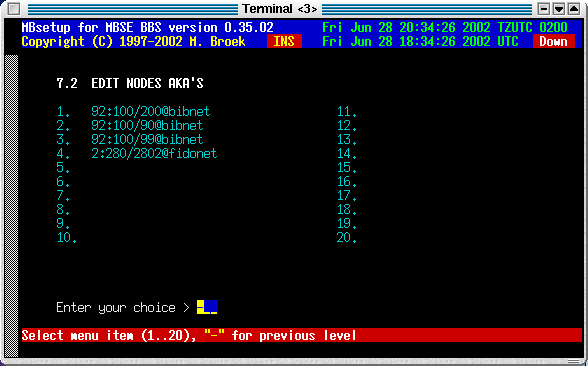 Terminal <3>
MBsetup for MBSE BBS version 0.35.02 Fri Jun 28 20:34:26 2002 TZUTC 0200
Copyright (C) 1997-2002 M. Broek INS Fri Jun 28 18:34:26 2002 UTC Down
7.2 EDIT NODES AKA'S
1. 92:100/200@bibnet 11.
2. 92:100/90@bibnet 12.
3. 92:100/99@bibnet 13.
4. 2:280/2802@fidonet 14.
5. 15.
6. 16.
7. 17.
8. 18.
9. 19.
10. 20.
Enter your choice > -
Select menu item (1..20), "-" for previous level